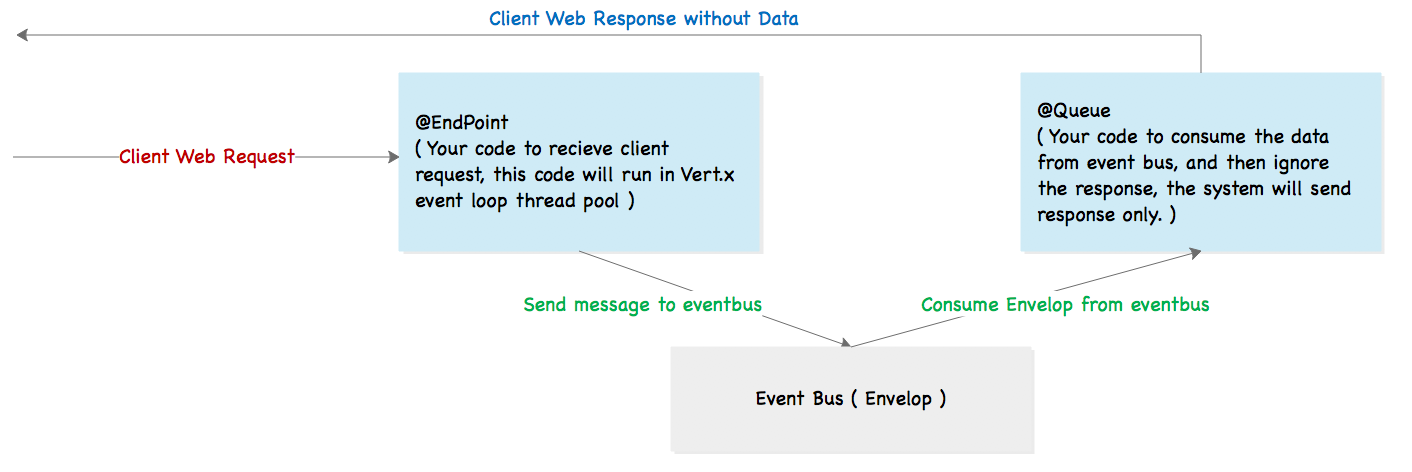 Client Web Response without Data
Client Web Request
@EndPoint
( Your code to recieve client
request, this code will run in Vert.x
event loop thread pool )
@Queue
( Your code to consume the data
from event bus, and then ignore
the response, the system will send
response only. )
Send message to eventbus
Consume Envelop from eventbus
Event Bus ( Envelop )